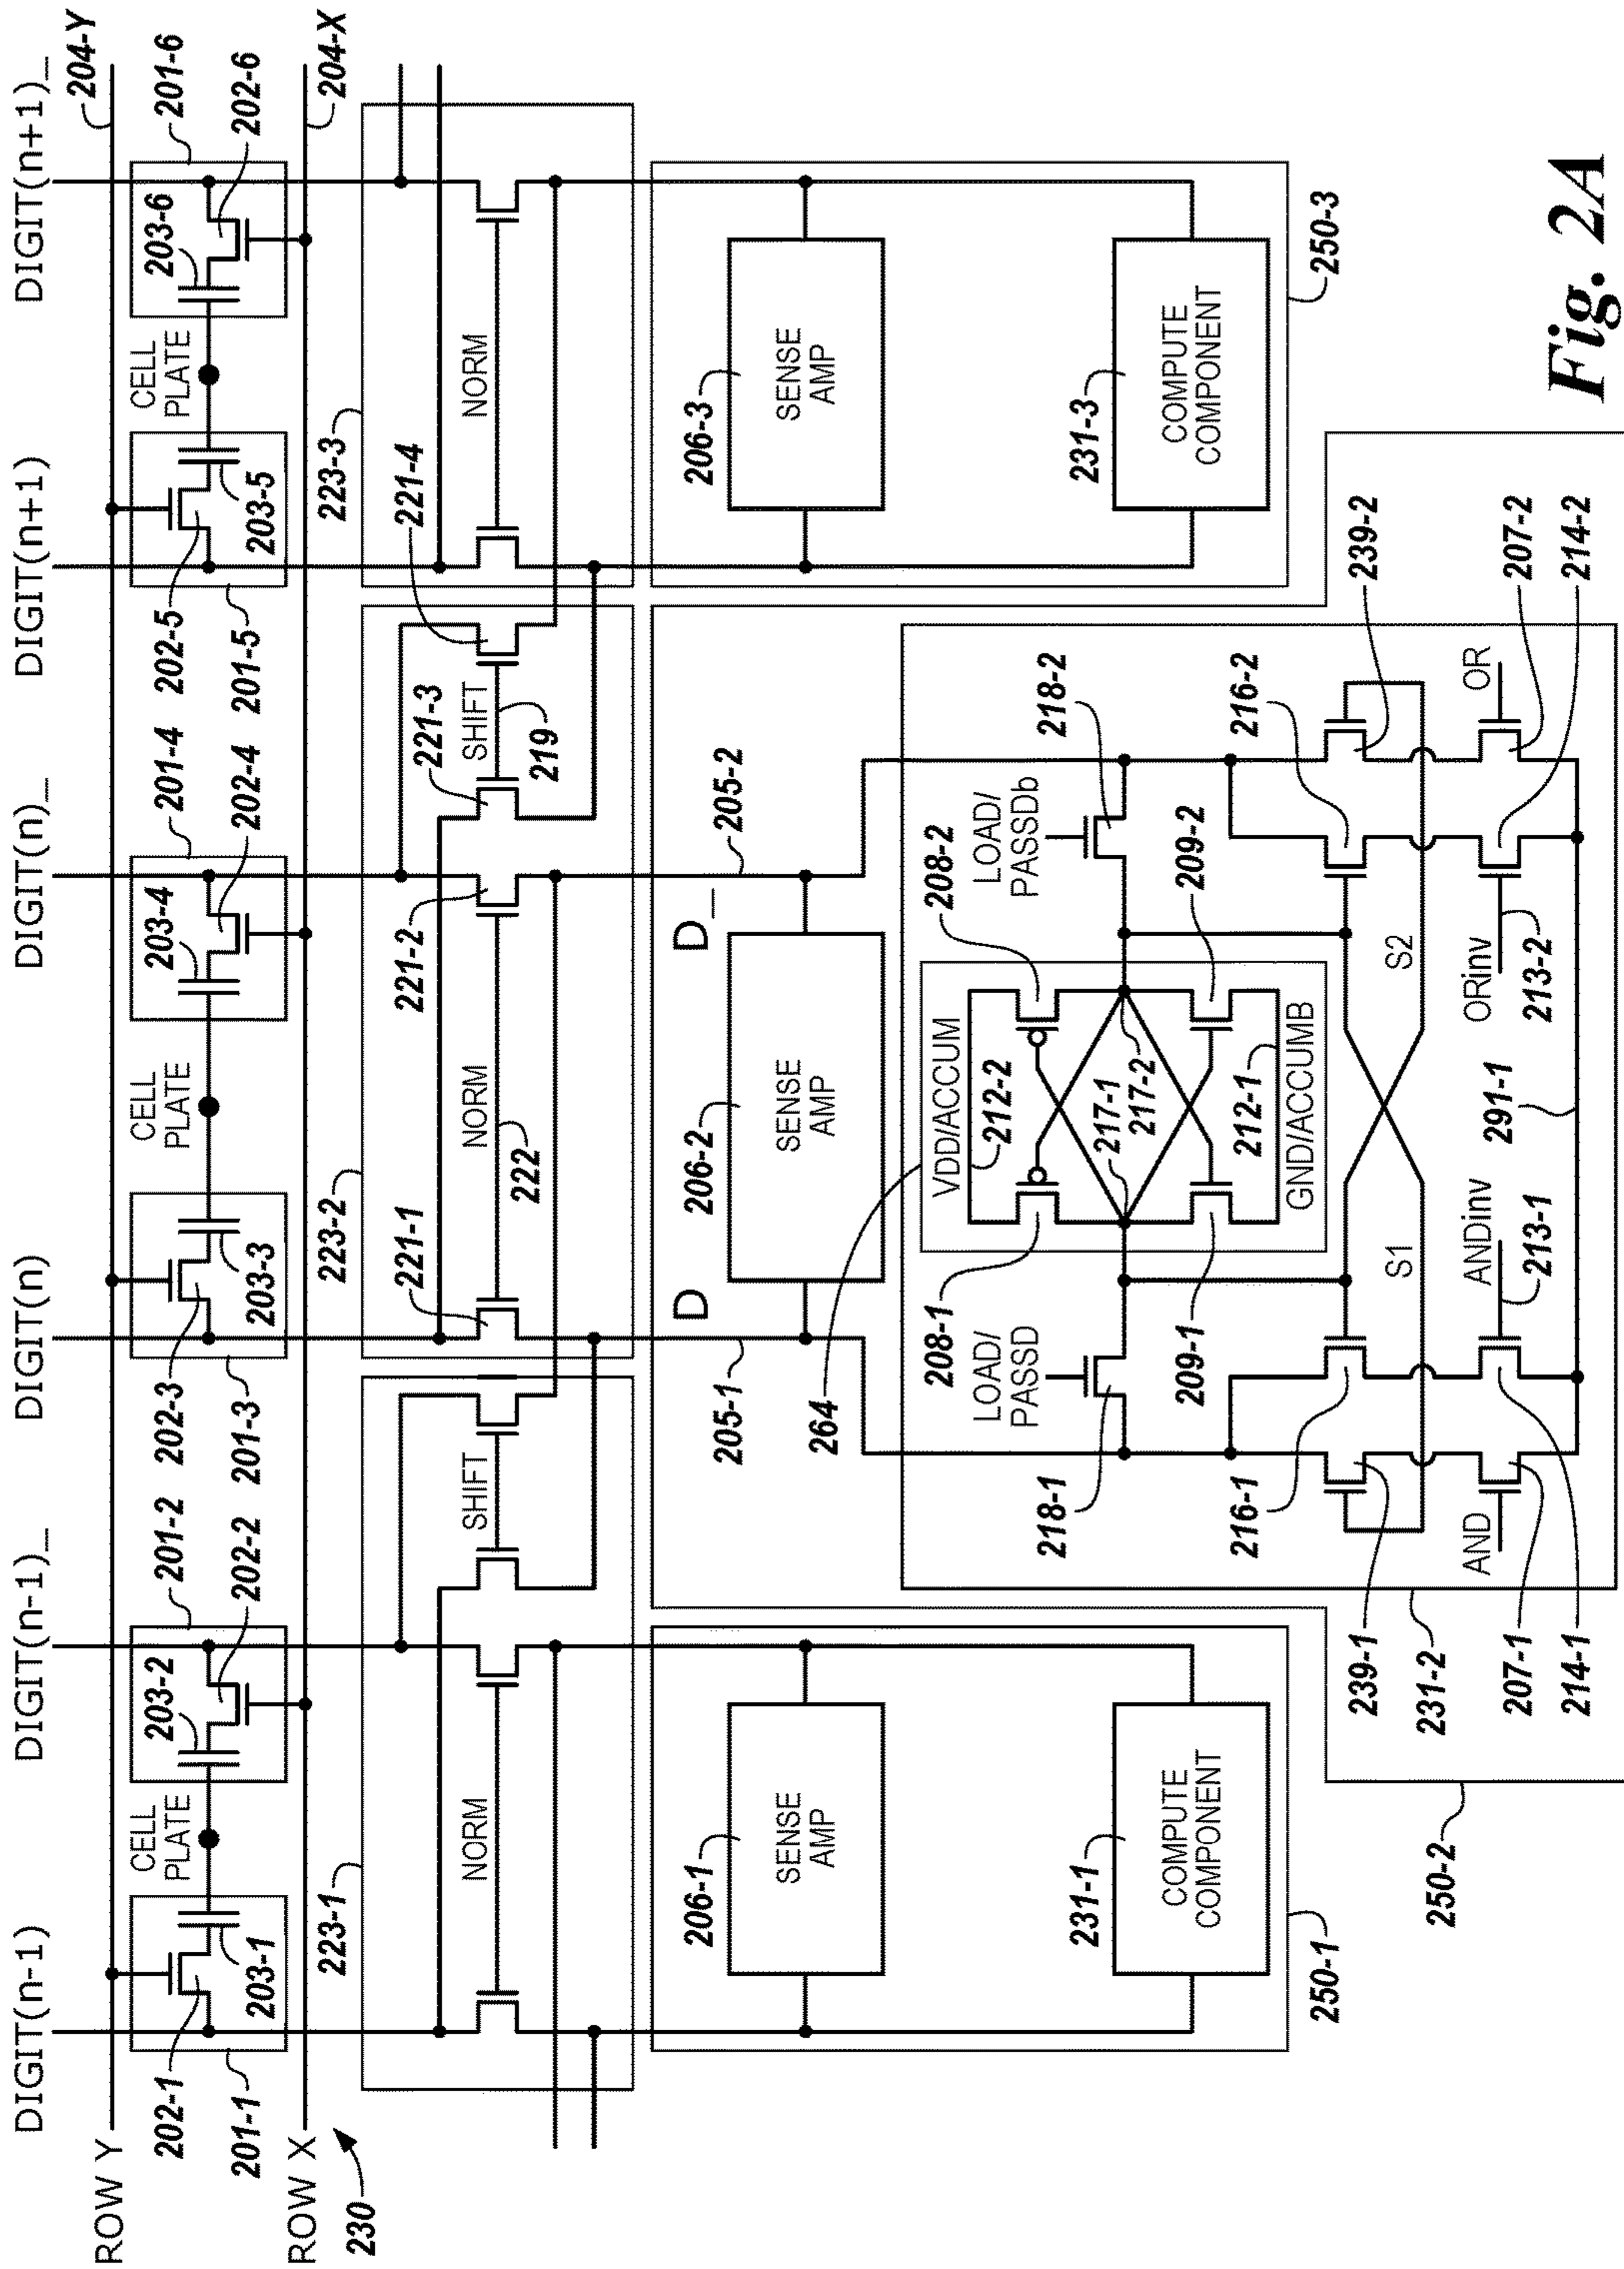 DIGIT(n-1)
DIGIT(n-1)_
DIGIT(n)
DIGIT(n)_
DIGIT(n+1)
DIGIT(n+1)_
ROW Y
204-Y
202-1
203-1
201-1
CELL
PLATE
203-2
201-2
202-2
202-3
203-3
201-3
CELL
PLATE
203-4
201-4
202-4
202-5
203-5
201-5
CELL
PLATE
203-6
201-6
202-6
ROW X
204-X
230
223-1
NORM
SHIFT
223-2
221-1
NORM
222
221-2
221-3
SHIFT
219
221-4
223-3
NORM
206-1
SENSE
AMP
231-1
COMPUTE
COMPONENT
250-1
205-1
D
206-2
SENSE
AMP
D_
205-2
206-3
SENSE
AMP
231-3
COMPUTE
COMPONENT
250-3
264
VDD/ACCUM
212-2
218-1
LOAD/
PASSD
208-1
208-2
LOAD/
PASSDb
218-2
217-1
217-2
209-1
209-2
212-1
GND/ACCUMB
216-1
216-2
239-1
239-2
S1
S2
231-2
250-2
AND
ANDinv
213-1
ORinv
213-2
OR
207-1
207-2
291-1
214-1
214-2
Fig. 2A